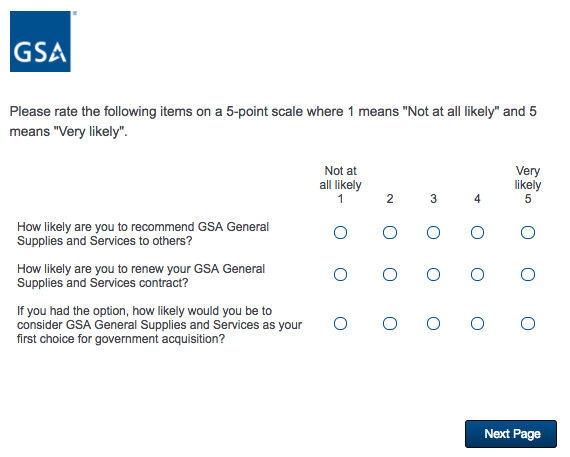 GSA
Please rate the following items on a 5-point scale where 1 means "Not at all likely" and 5
means "Very likely".
Not at
all likely
1
2
3
4
Very
likely
5
How likely are you to recommend GSA General
Supplies and Services to others?
How likely are you to renew your GSA General
Supplies and Services contract?
If you had the option, how likely would you be to
consider GSA General Supplies and Services as your
first choice for government acquisition?
Next Page